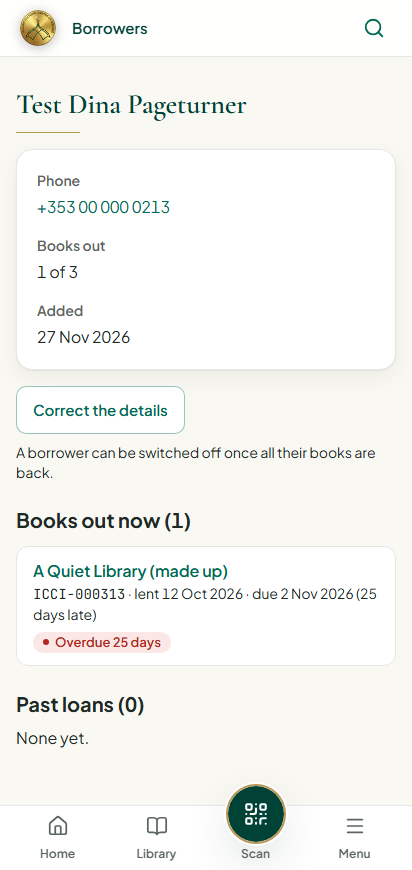 Borrowers
Test Dina Pageturner
Phone
+353 00 000 0213
Books out
1 of 3
Added
27 Nov 2026
Correct the details
A borrower can be switched off once all their books are
back.
Books out now (1)
A Quiet Library (made up)
ICCI-000313 · lent 12 Oct 2026 · due 2 Nov 2026 (25
days late)
Overdue 25 days
Past loans (0)
None yet.
Home
Library
Scan
Menu